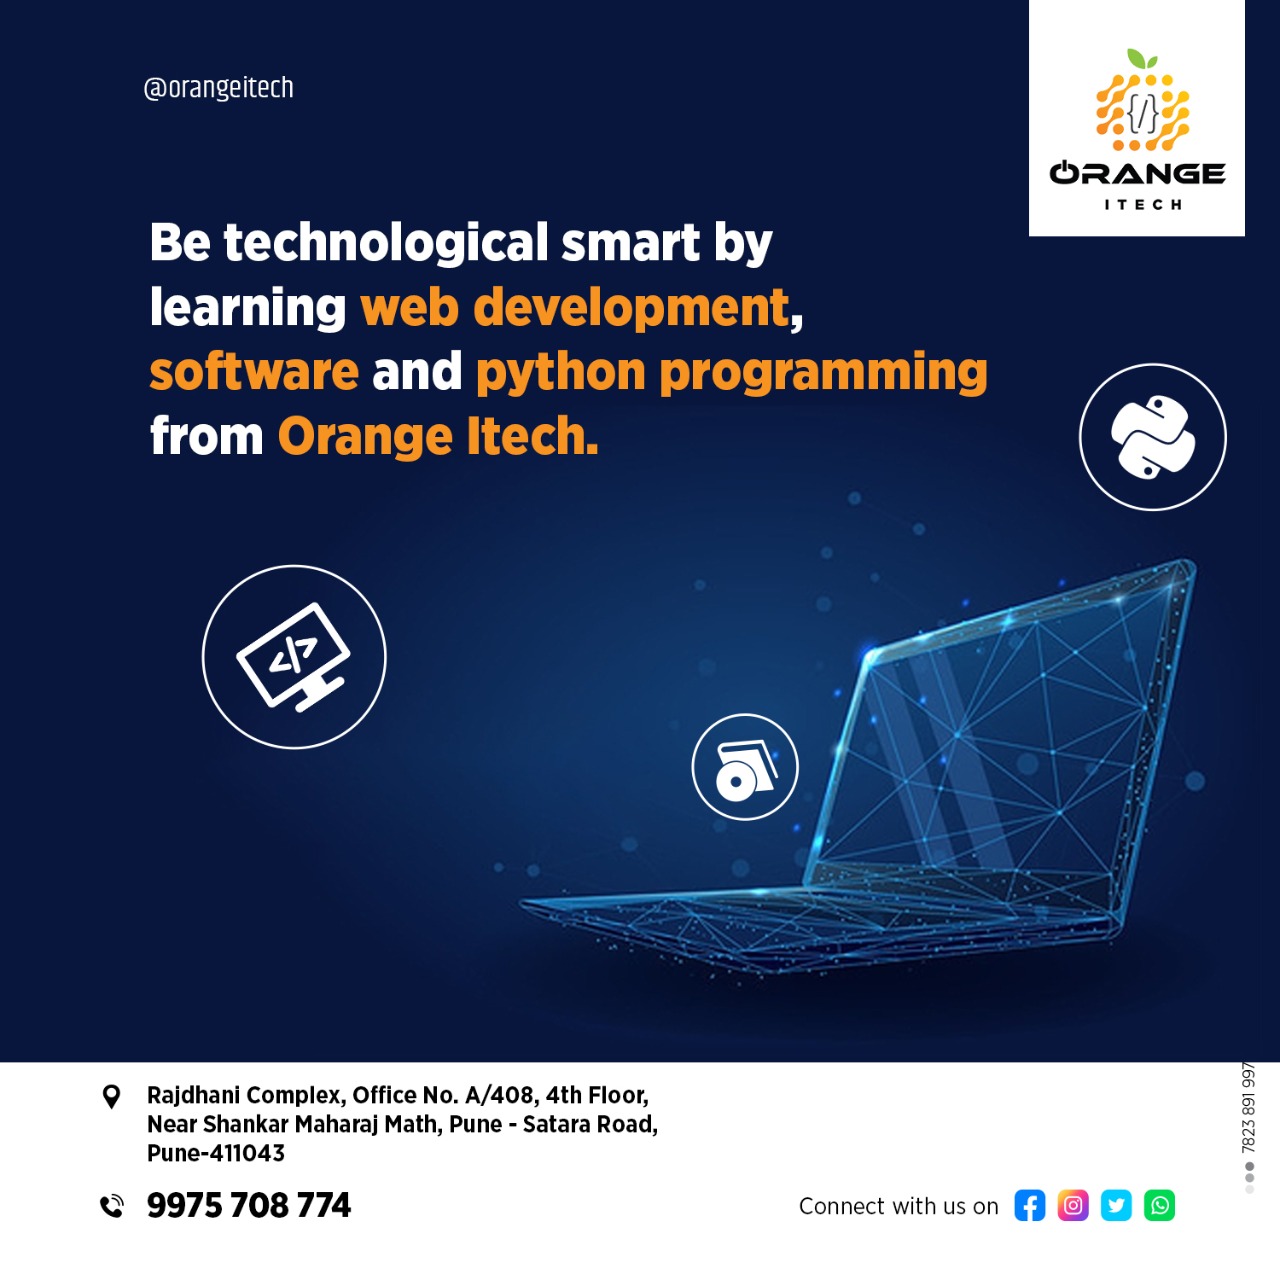 @orangeitech
ORANGE
ITECH
Be technological smart by
learning web development,
software and python programming
from Orange Itech.
Rajdhani Complex, Office No. A/408, 4th Floor,
Near Shankar Maharaj Math, Pune - Satara Road,
Pune-411043
9975 708 774
Connect with us on
7823 891 997